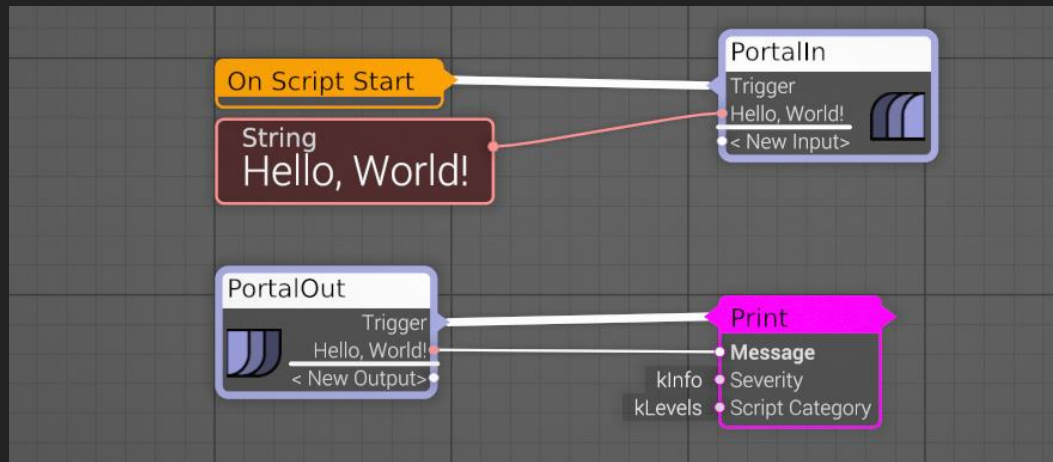 On Script Start
String
Hello, World!
PortalIn
Trigger
Hello, World!
< New Input>
PortalOut
Trigger
Hello, World!
< New Output>
Print
Message
kInfo Severity
kLevels Script Category